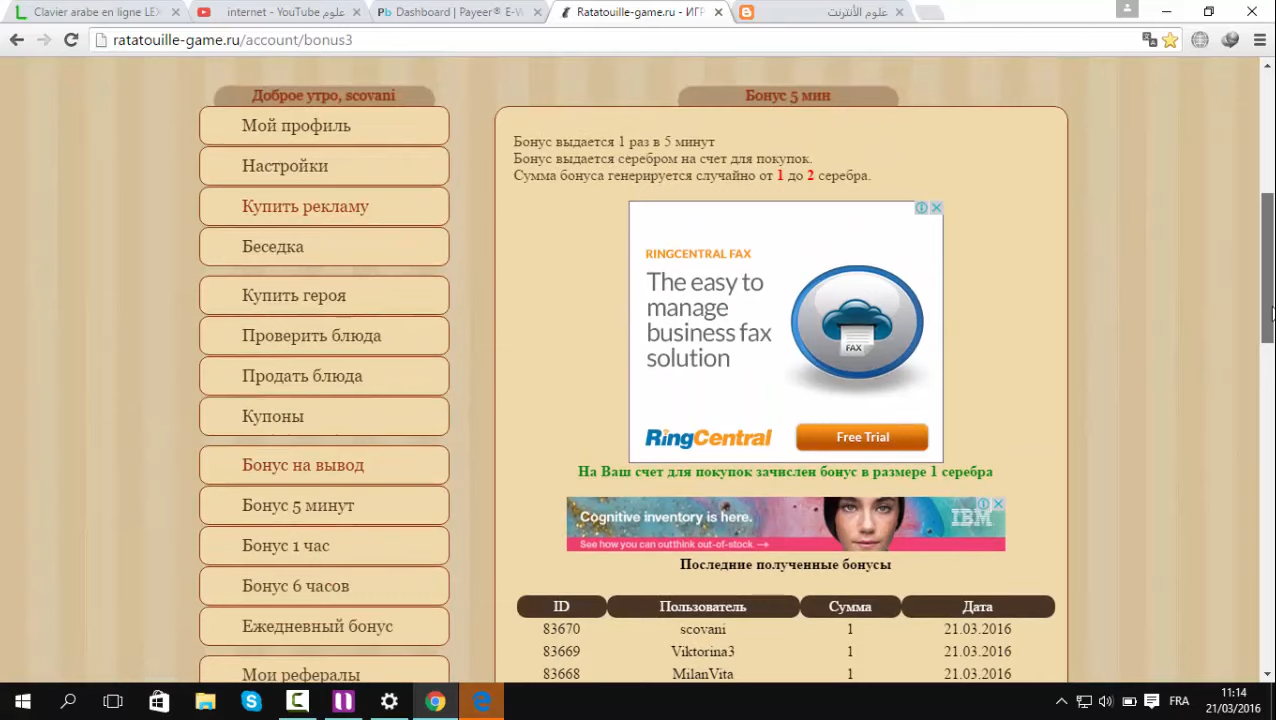 Clavier arabe en ligne LEX
internet - YouTube علوم
Dashboard | Payeer® E-W
Ratatouille-game.ru - ИГР
علوم الأنترنت
ratatouille-game.ru/account/bonus3
Доброе утро, scovani
Мой профиль
Настройки
Купить рекламу
Беседка
Купить героя
Проверить блюда
Продать блюда
Купоны
Бонус на вывод
Бонус 5 минут
Бонус 1 час
Бонус 6 часов
Ежедневный бонус
Мои рефералы
Бонус 5 мин
Бонус выдается 1 раз в 5 минут
Бонус выдается серебром на счет для покупок.
Сумма бонуса генерируется случайно от 1 до 2 серебра.
RINGCENTRAL FAX
The easy to
manage
business fax
solution
FAX
RingCentral
Free Trial
На Ваш счет для покупок зачислен бонус в размере 1 серебра
Cognitive inventory is here.
See how you can outthink out-of-stock.
IBM
Последние полученные бонусы
ID Пользователь Сумма Дата
83670 scovani 1 21.03.2016
83669 Viktorina3 1 21.03.2016
83668 MilanVita 1 21.03.2016
FRA
11:14
21/03/2016